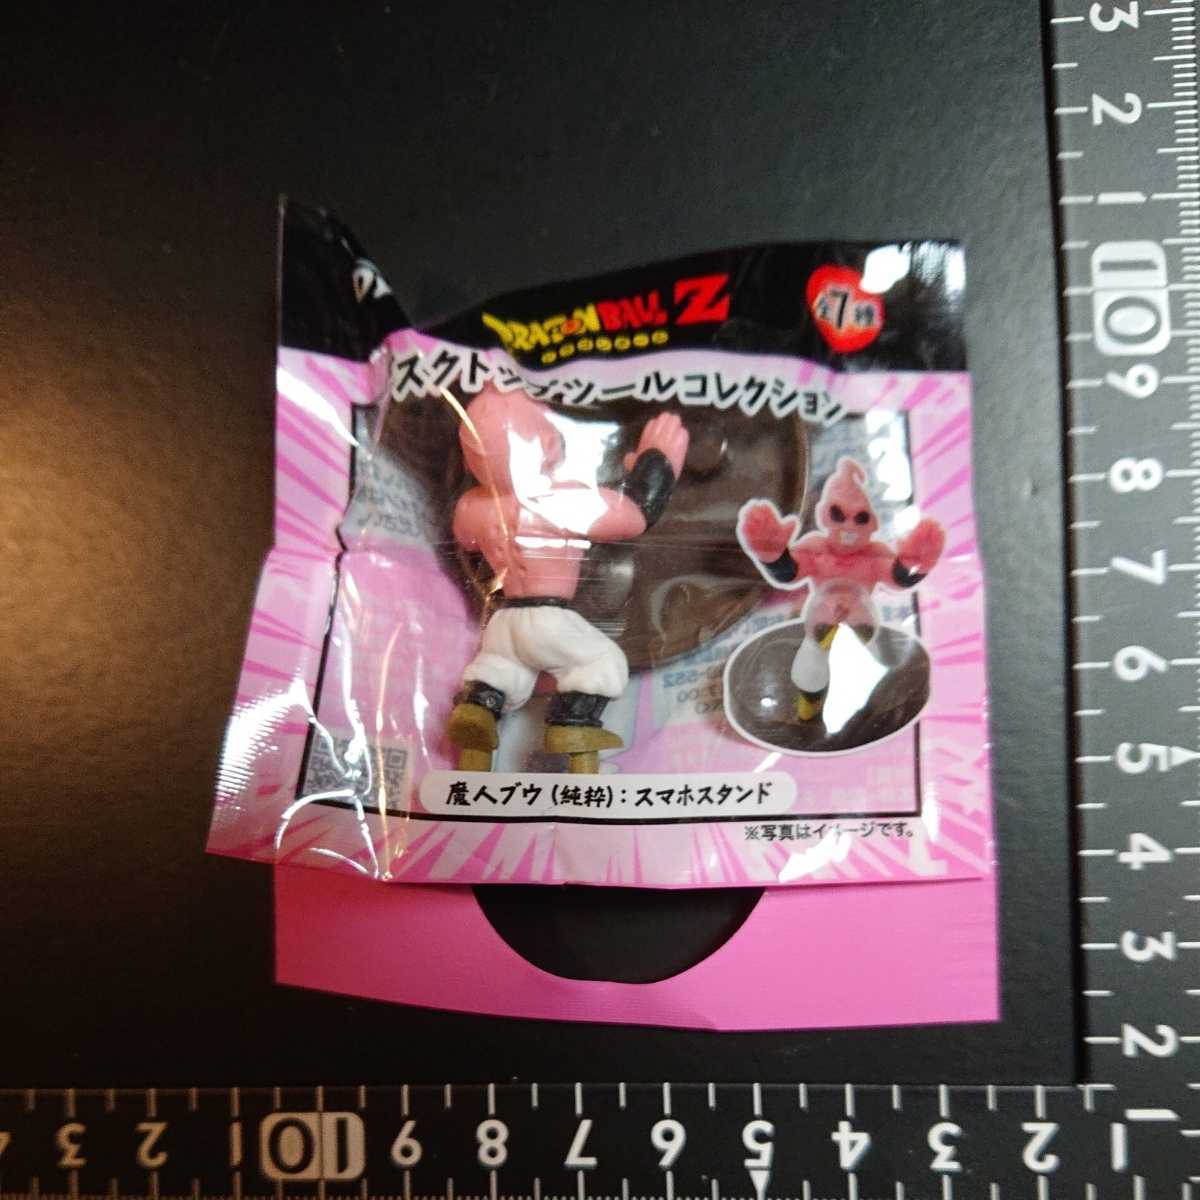 DRAGON BALL Z
全7種
スクトップツールコレクション
魔人ブウ(純粋):スマホスタンド
※写真はイメージです。
3
2
1
10
9
8
7
6
5
4
3
2
1
4 3 2 1 10 9 8 7 6 5 4 3 2 1